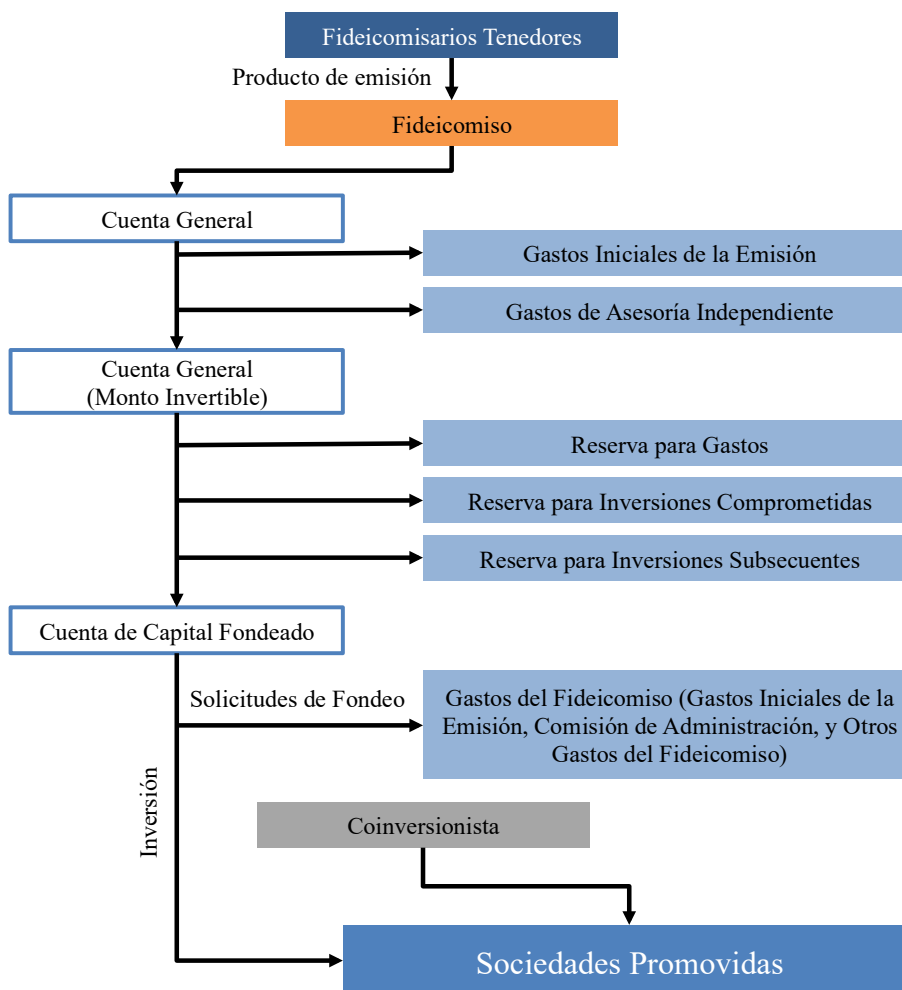 Fideicomisarios Tenedores
Producto de emisión
Fideicomiso
Cuenta General
Gastos Iniciales de la Emisión
Gastos de Asesoría Independiente
Cuenta General
(Monto Invertible)
Reserva para Gastos
Reserva para Inversiones Comprometidas
Reserva para Inversiones Subsecuentes
Cuenta de Capital Fondeado
Solicitudes de Fondeo
Gastos del Fideicomiso (Gastos Iniciales de la
Emisión, Comisión de Administración, y Otros
Gastos del Fideicomiso)
Inversión
Coinversionista
Sociedades Promovidas